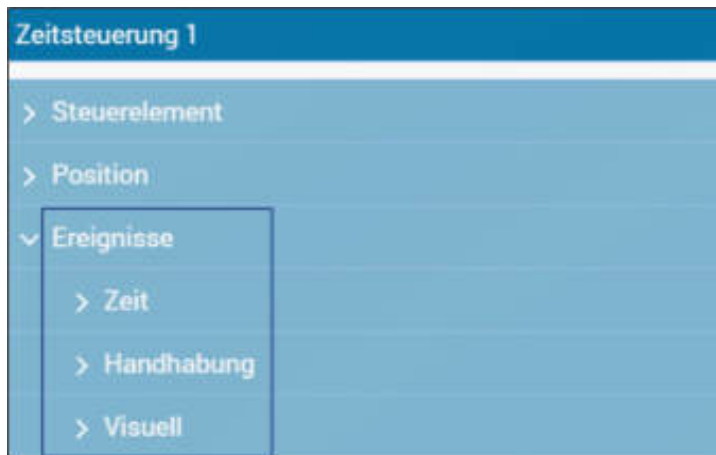 Zeitsteuerung 1
Steuerelement
Position
Ereignisse
Zeit
Handhabung
Visuell